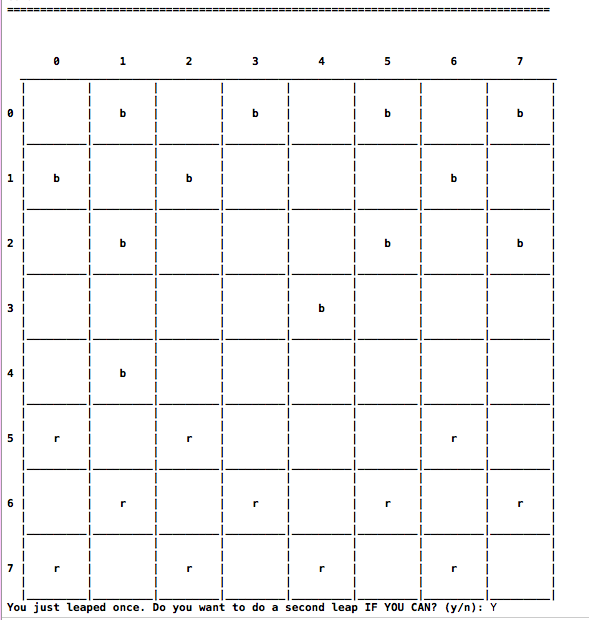 0 1 2 3 4 5 6 7
0 b b b b
1 b b b
2 b b b
3 b
4 b
5 r r r
6 r r r r
7 r r r r
You just leaped once. Do you want to do a second leap IF YOU CAN? (y/n): Y